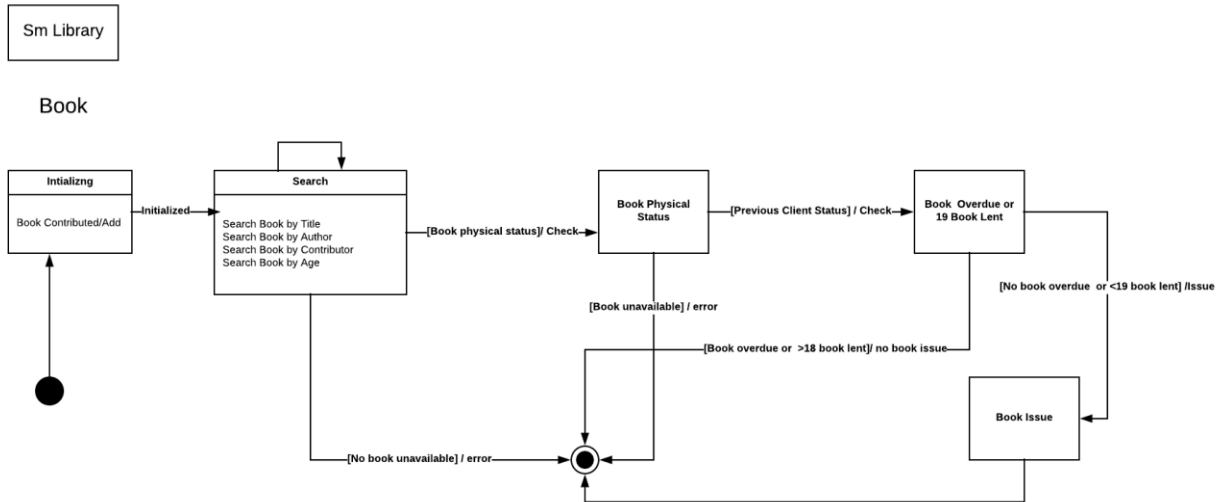 Sm Library
Book
Intializng
Book Contributed/Add
Initialized
Search
Search Book by Title
Search Book by Author
Search Book by Contributor
Search Book by Age
[Book physical status]/ Check
Book Physical
Status
[Previous Client Status] / Check
Book Overdue or
19 Book Lent
[No book overdue or <19 book lent] /Issue
[Book unavailable] / error
[Book overdue or >18 book lent]/ no book issue
Book Issue
[No book unavailable] / error